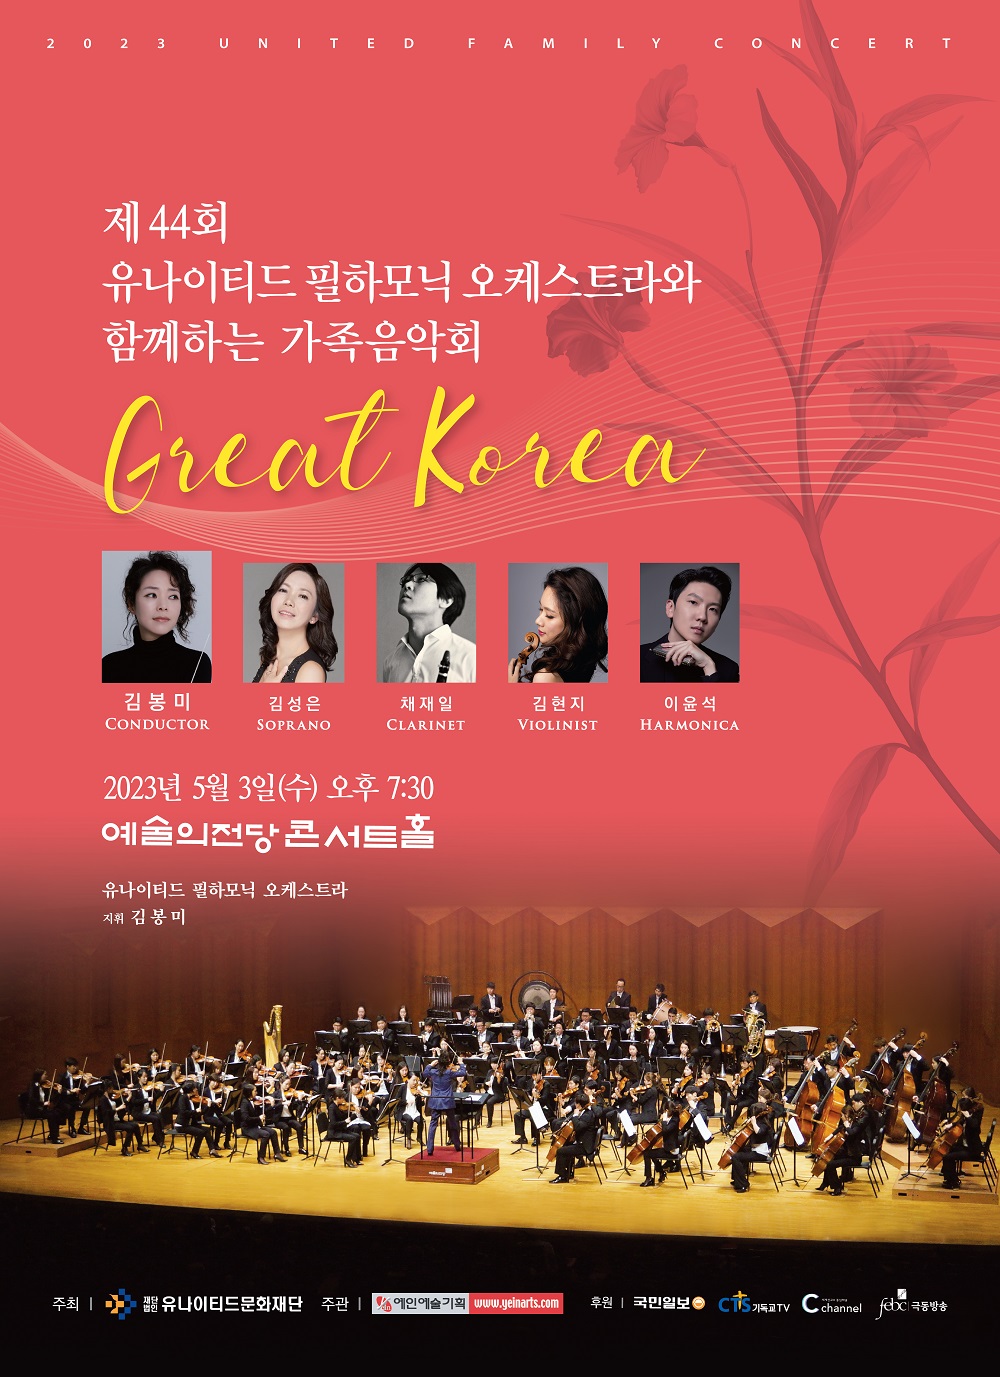 2023 UNITED FAMILY CONCERT
제 44회
유나이티드 필하모닉 오케스트라와
함께하는 가족음악회
Great Korea
김봉미 김성은 채재일 김현지 이윤석
CONDUCTOR SOPRANO CLARINET VIOLINIST HARMONICA
2023년 5월 3일(수) 오후 7:30
예술의전당 콘서트홀
유나이티드 필하모닉 오케스트라
지휘 김봉미
주최 | 재단법인 유나이티드문화재단 주관 | 예인예술기획 www.yeinarts.com 후원 | 국민일보 CTS기독교TV Cchannel febc 극동방송